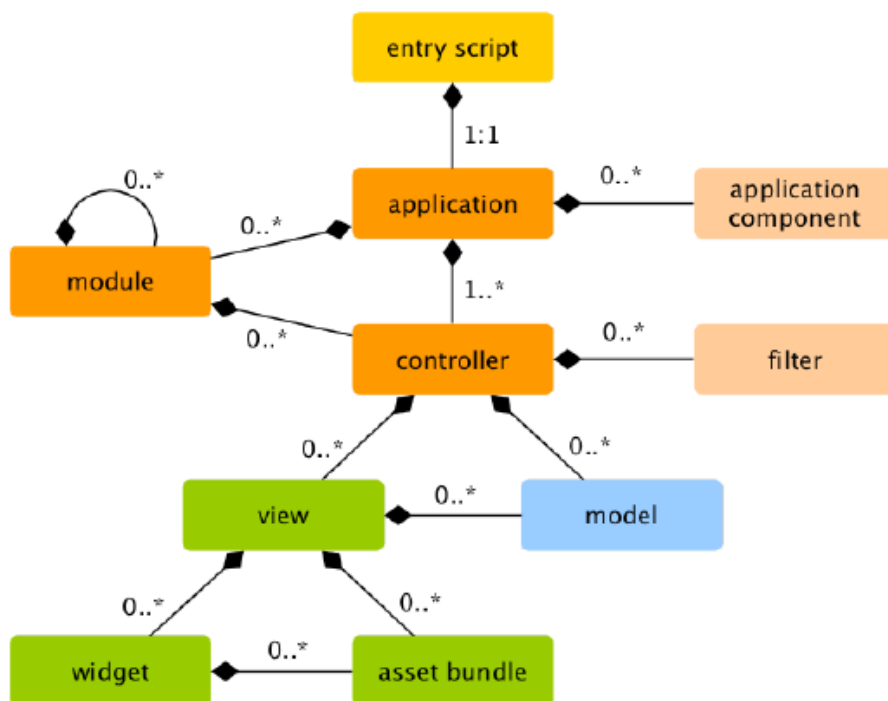 entry script
1:1
0..*
0..*
application
0..*
application
component
module
1..*
0..*
controller
0..*
filter
0..*
0..*
view
0..*
model
0..*
0..*
widget
0..*
asset bundle